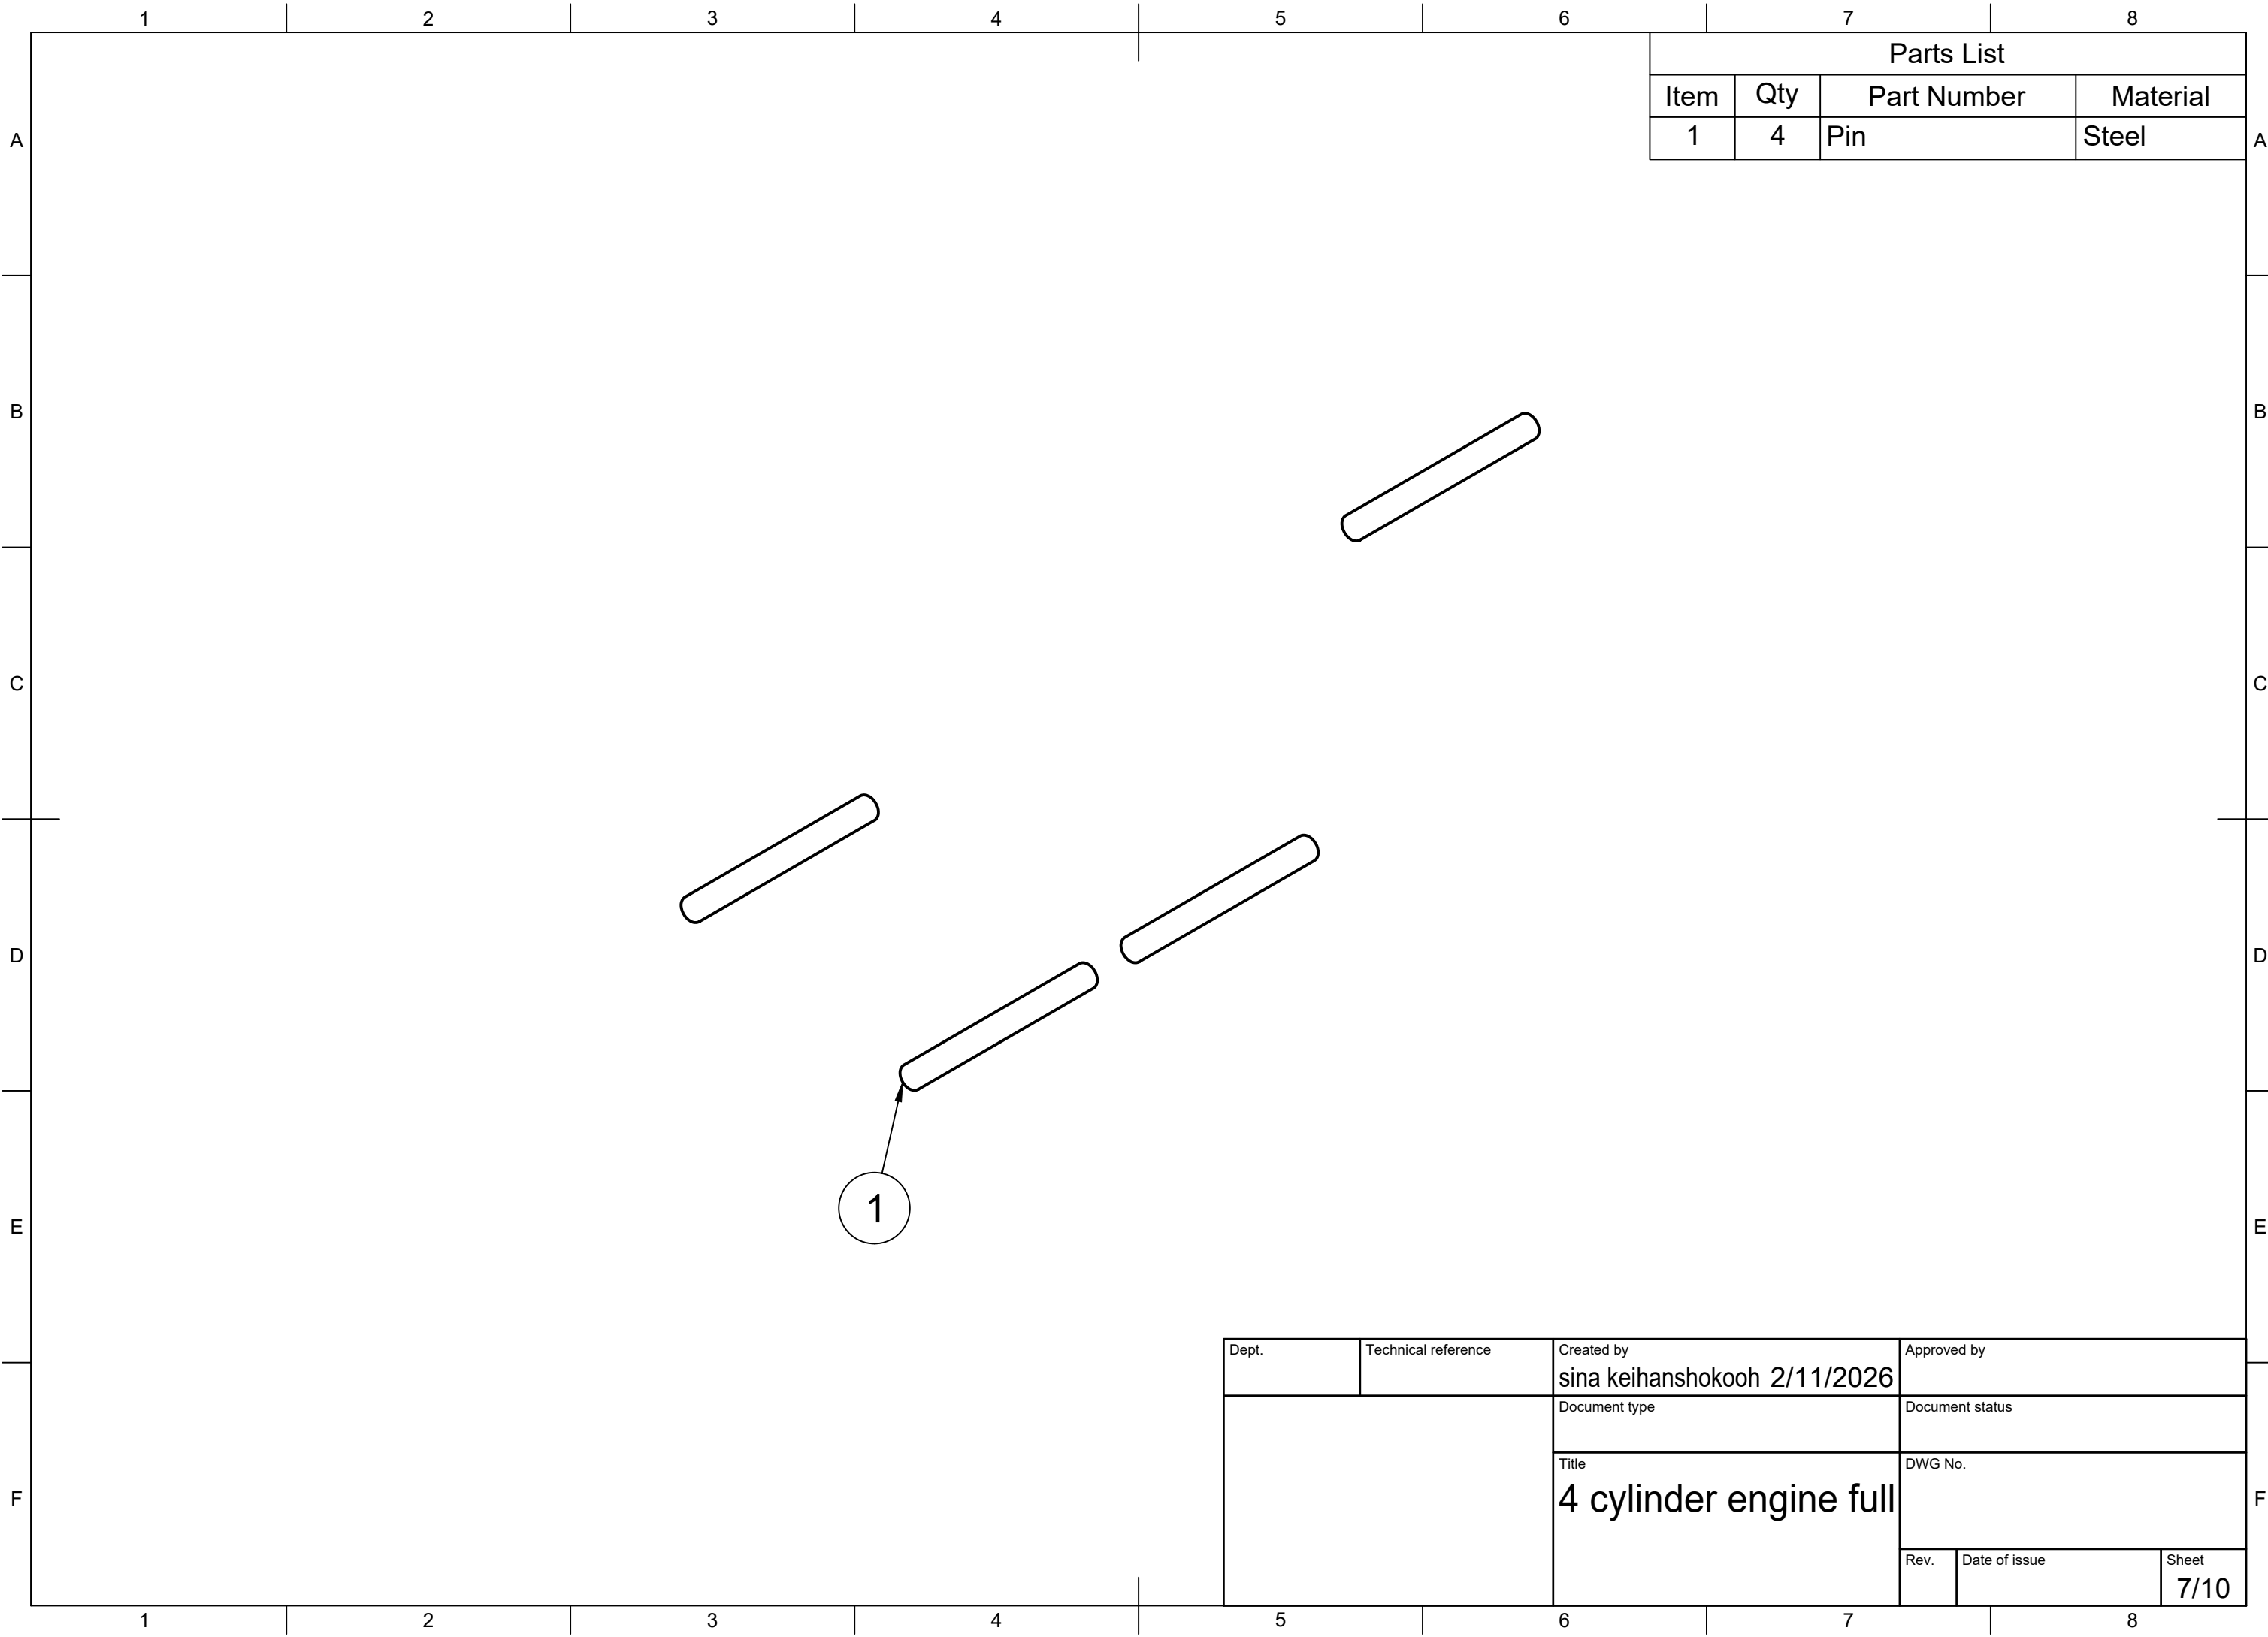 1 2 3 4 5 6 7 8
Parts List
Item Qty Part Number Material
1 4 Pin Steel
A A
B B
C C
D D
1
E E
Dept. Technical reference Created by Approved by
sina keihanshokooh 2/11/2026
Document type Document status
Title DWG No.
4 cylinder engine full
F F
Rev. Date of issue Sheet
7/10
1 2 3 4 5 6 7 8